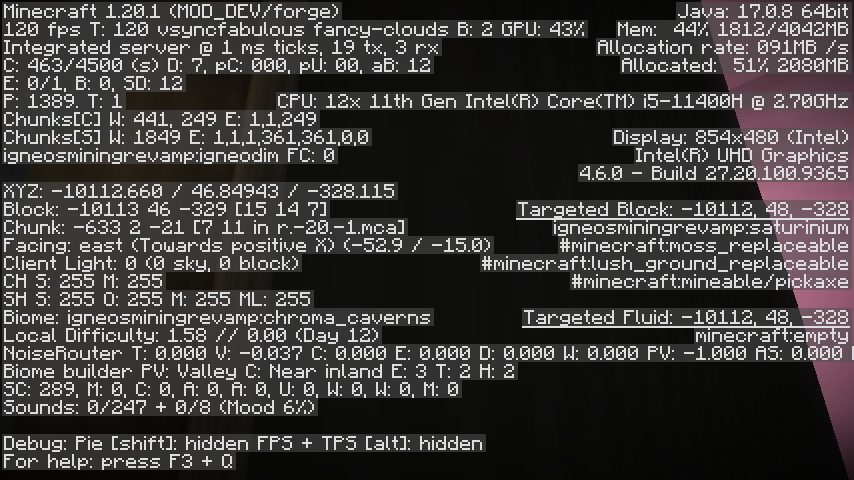 Minecraft 1.20.1 (MOD_DEV/forge)
120 fps T: 120 vsyncfabulous fancy-clouds B: 2 GPU: 43%
Integrated server @ 1 ms ticks, 19 tx, 3 rx
C: 463/4500 (s) D: 7, pC: 000, pU: 00, aB: 12
E: 0/1, B: 0, SD: 12
P: 1389. T: 1
Chunks[C] W: 441, 249 E: 1,1,249
Chunks[S] W: 1849 E: 1,1,1,361,361,0,0
igneosminingrevamp:igneodim FC: 0
XYZ: -10112.660 / 46.84943 / -328.115
Block: -10113 46 -329 [15 14 7]
Chunk: -633 2 -21 [7 11 in r.-20.-1.mca]
Facing: east (Towards positive X) (-52.9 / -15.0)
Client Light: 0 (0 sky, 0 block)
CH S: 255 M: 255
SH S: 255 O: 255 M: 255 ML: 255
Biome: igneosminingrevamp:chroma_caverns
Local Difficulty: 1.58 // 0.00 (Day 12)
NoiseRouter T: 0.000 V: -0.037 C: 0.000 E: 0.000 D: 0.000 W: 0.000 PV: -1.000 AS: 0.000
Biome builder PV: Valley C: Near inland E: 3 T: 2 H: 2
SC: 289, M: 0, C: 0, A: 0, A: 0, U: 0, W: 0, W: 0, M: 0
Sounds: 0/247 + 0/8 (Mood 6%)
Debug: Pie [shift]: hidden FPS + TPS [alt]: hidden
For help: press F3 + Q
Java: 17.0.8 64bit
Mem: 44% 1812/4042MB
Allocation rate: 091MB /s
Allocated: 51% 2080MB
CPU: 12x 11th Gen Intel(R) Core(TM) i5-11400H @ 2.70GHz
Display: 854x480 (Intel)
Intel(R) UHD Graphics
4.6.0 - Build 27.20.100.9365
Targeted Block: -10112, 48, -328
igneosminingrevamp:saturinium
#minecraft:moss_replaceable
#minecraft:lush_ground_replaceable
#minecraft:mineable/pickaxe
Targeted Fluid: -10112, 48, -328
minecraft:empty